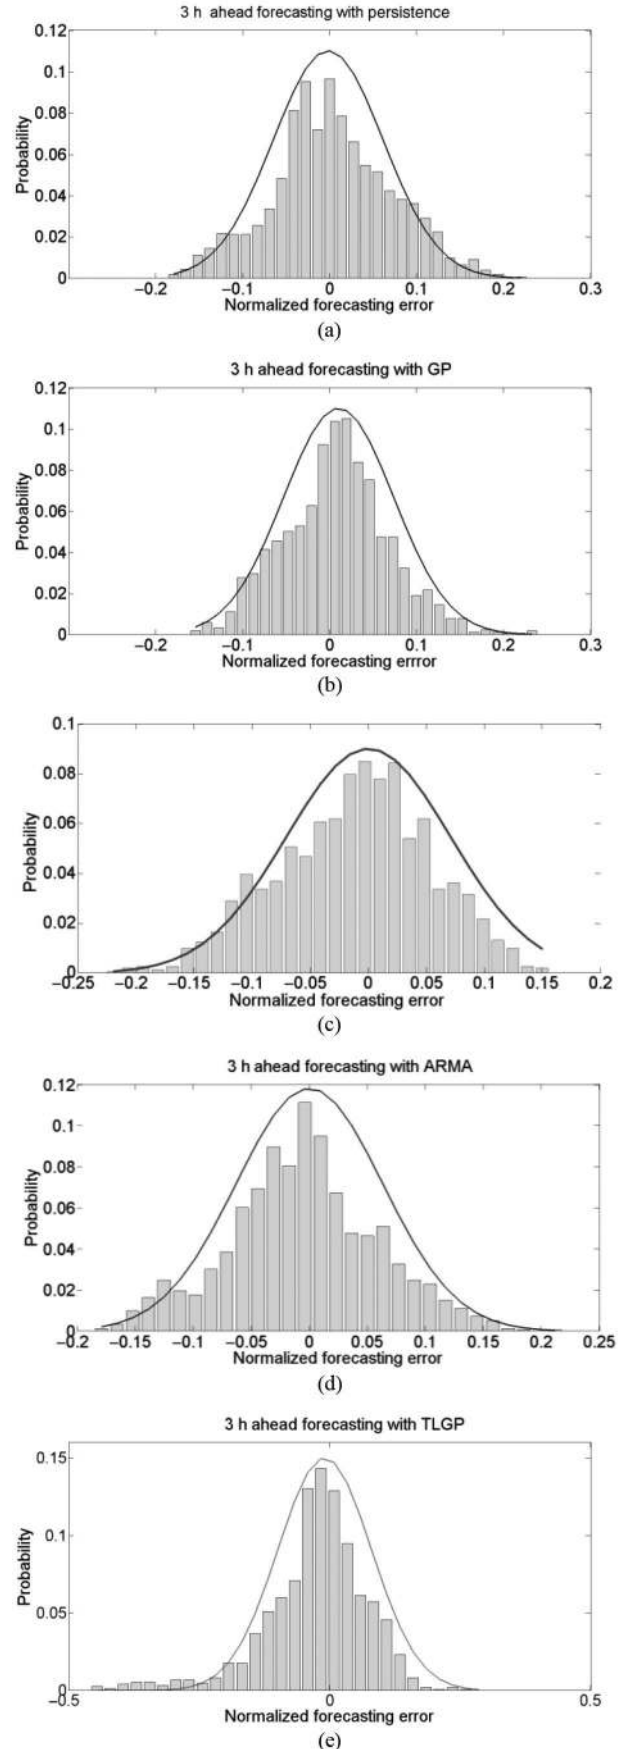 3 h ahead forecasting with persistence
0.12
0.1
0.08
0.06
0.04
0.02
0
Probability
–0.2 –0.1 0 0.1 0.2 0.3
Normalized forecasting error
(a)
3 h ahead forecasting with GP
0.12
0.1
0.08
0.06
0.04
0.02
0
Probability
–0.2 –0.1 0 0.1 0.2 0.3
Normalized forecasting errror
(b)
0.1
0.08
0.06
0.04
0.02
0
Probability
–0.25 –0.2 –0.15 –0.1 –0.05 0 0.05 0.1 0.15 0.2
Normalized forecasting error
(c)
3 h ahead forecasting with ARMA
0.12
0.1
0.08
0.06
0.04
0.02
0
Probability
–0.2 –0.15 –0.1 –0.05 0 0.05 0.1 0.15 0.2 0.25
Normalized forecasting error
(d)
3 h ahead forecasting with TLGP
0.15
0.1
0.05
0
Probability
–0.5 0 0.5
Normalized forecasting error
(e)